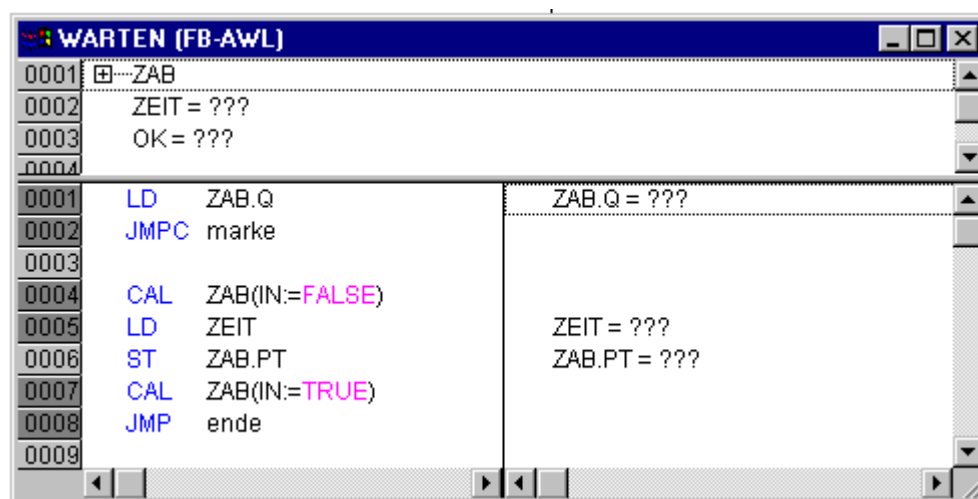 WARTEN (FB-AWL)
0001 ZAB
0002 ZEIT = ???
0003 OK = ???
0004
0001 LD ZAB.Q ZAB.Q = ???
0002 JMPC marke
0003
0004 CAL ZAB(IN:=FALSE)
0005 LD ZEIT ZEIT = ???
0006 ST ZAB.PT ZAB.PT = ???
0007 CAL ZAB(IN:=TRUE)
0008 JMP ende
0009